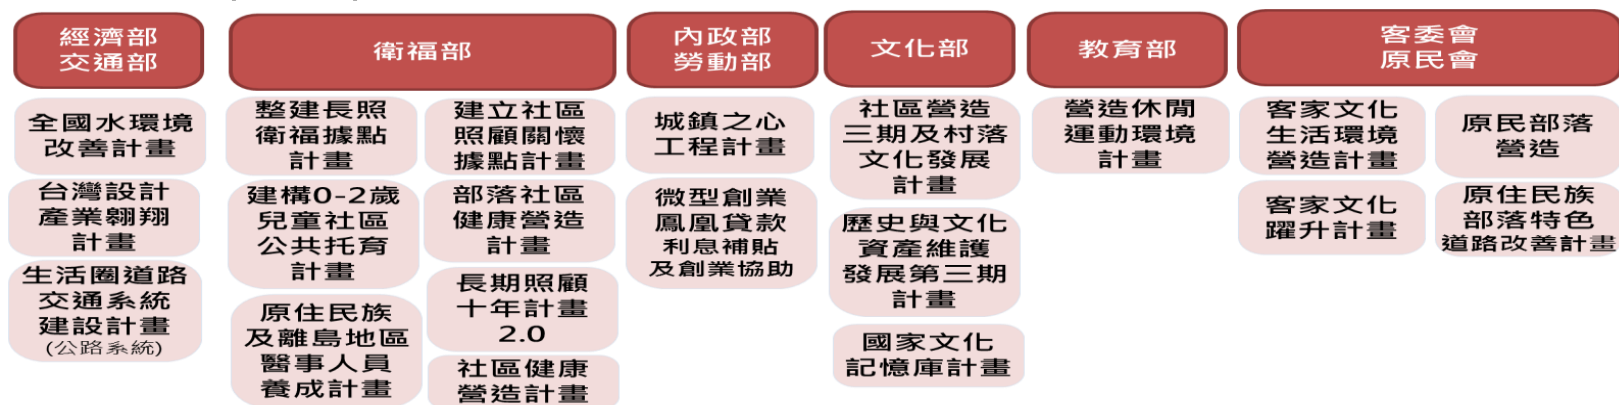 經濟部
交通部
全國水環境
改善計畫
台灣設計
產業翱翔
計畫
生活圈道路
交通系統
建設計畫
(公路系統)
衛福部
整建長照
衛福據點
計畫
建構0-2歲
兒童社區
公共托育
計畫
原住民族
及離島地區
醫事人員
養成計畫
建立社區
照顧關懷
據點計畫
部落社區
健康營造
計畫
長期照顧
十年計畫
2.0
社區健康
營造計畫
內政部
勞動部
城鎮之心
工程計畫
微型創業
鳳凰貸款
利息補貼
及創業協助
文化部
社區營造
三期及村落
文化發展
計畫
歷史與文化
資產維護
發展第三期
計畫
國家文化
記憶庫計畫
教育部
營造休閒
運動環境
計畫
客委會
原民會
客家文化
生活環境
營造計畫
客家文化
躍升計畫
原民部落
營造
原住民族
部落特色
道路改善計畫